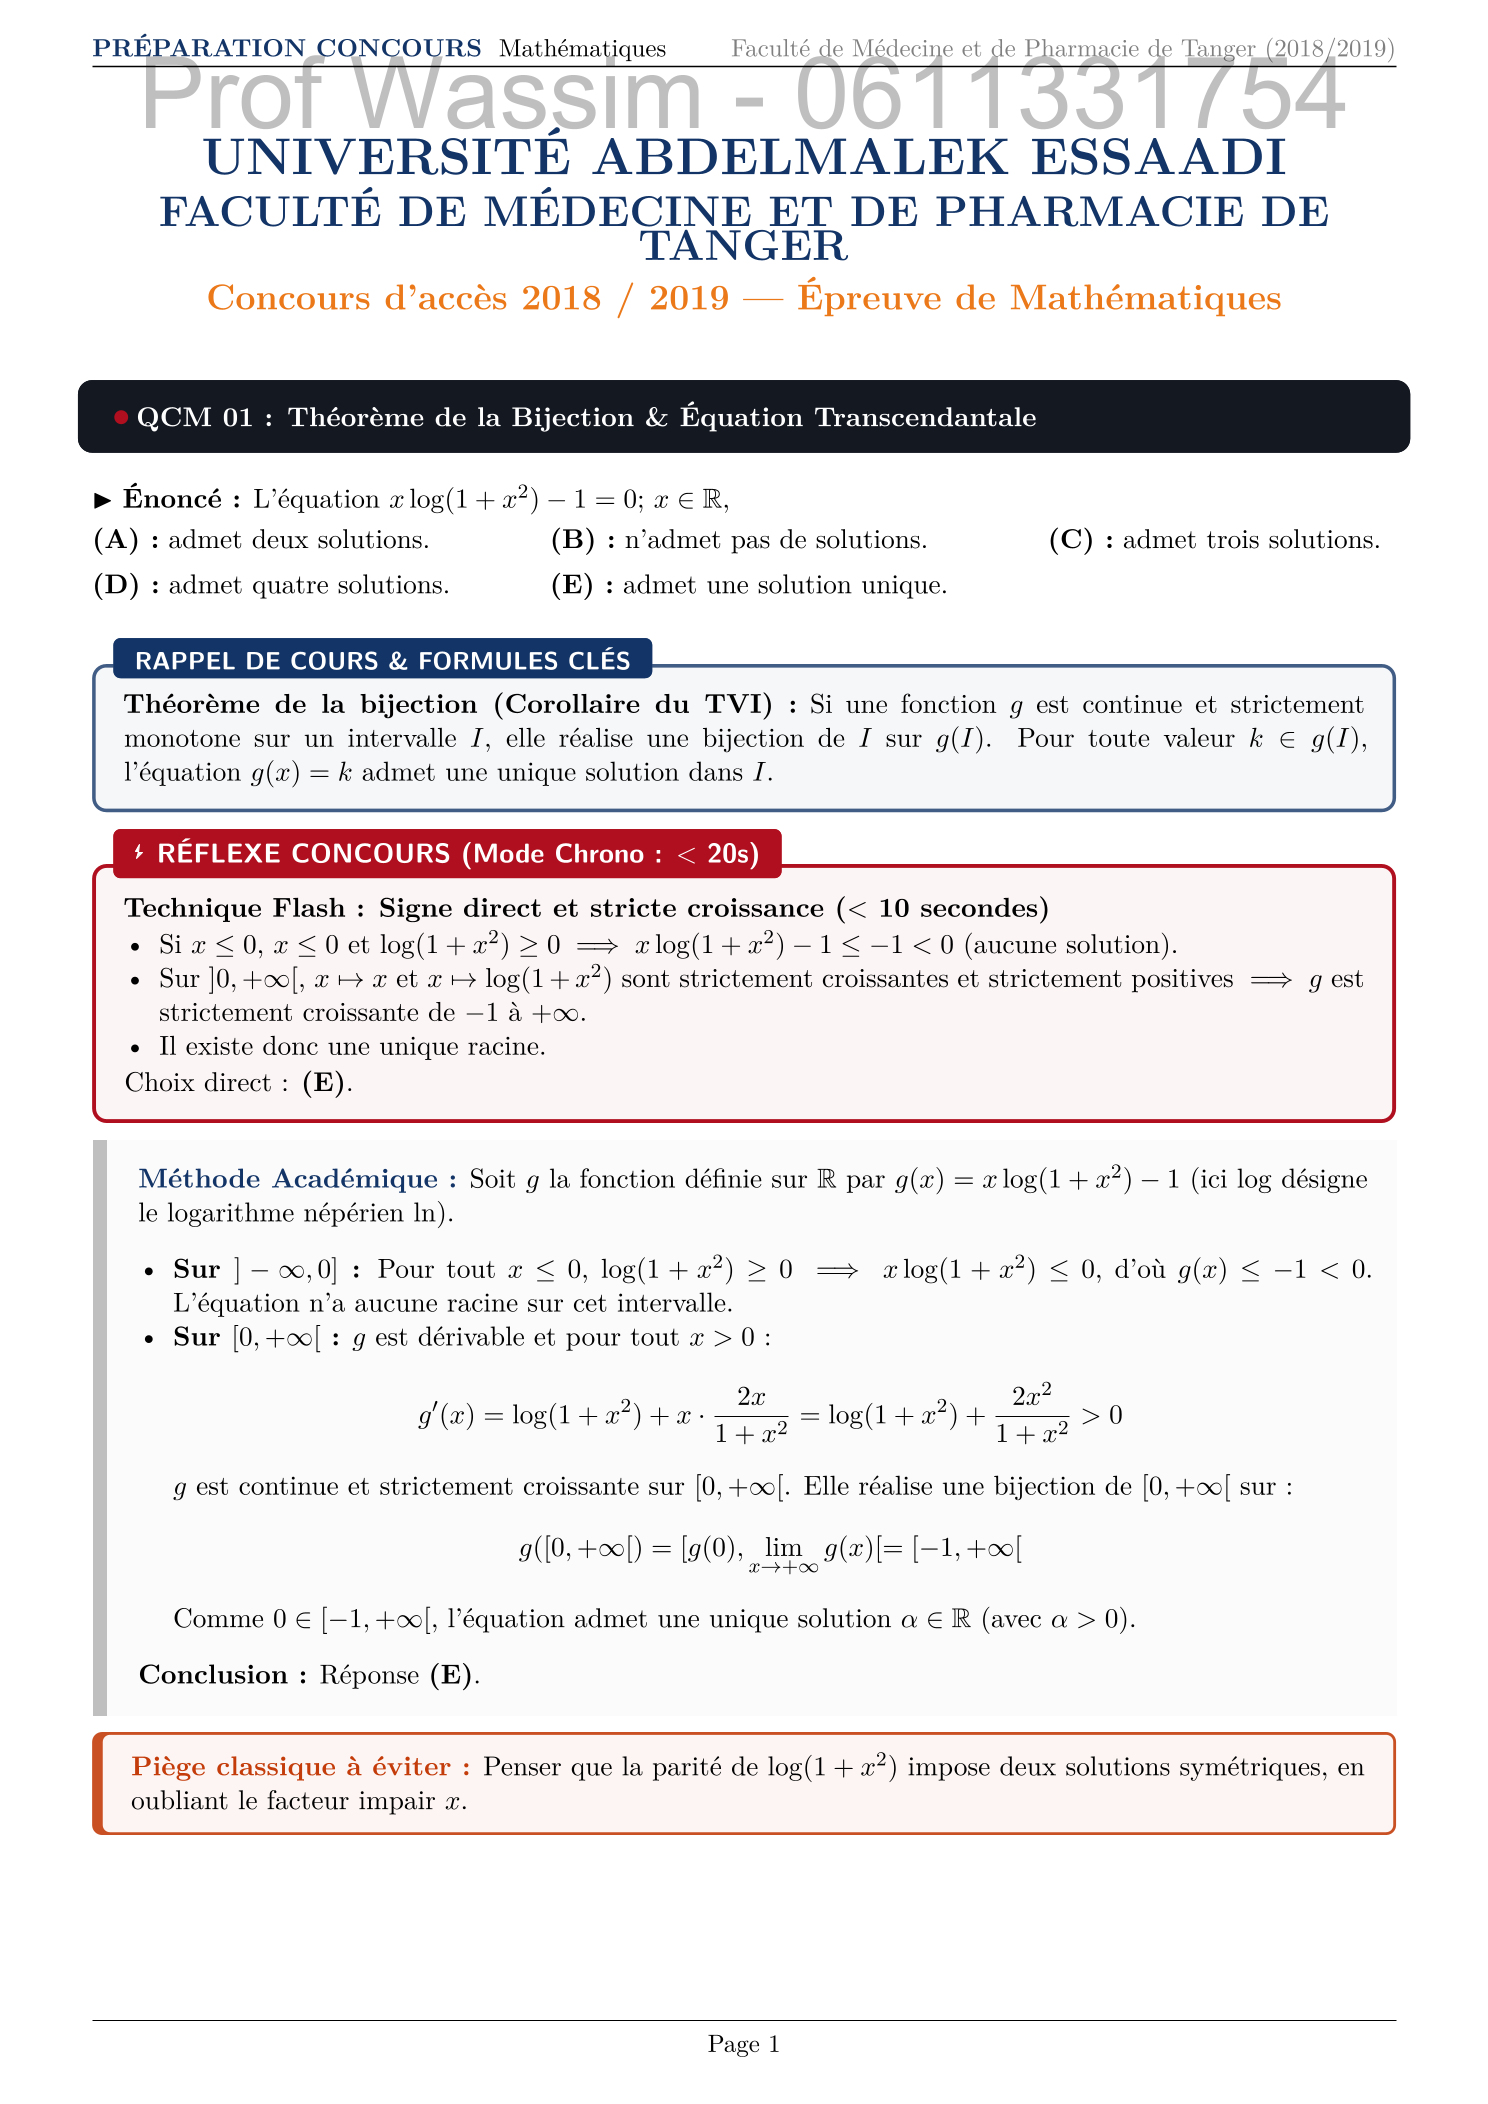 PRÉPARATION CONCOURS Mathématiques Faculté de Médecine et de Pharmacie de Tanger (2018/2019)
Prof Wassim - 0611331754
UNIVERSITÉ ABDELMALEK ESSAADI
FACULTÉ DE MÉDECINE ET DE PHARMACIE DE
TANGER
Concours d'accès 2018 / 2019 — Épreuve de Mathématiques
● QCM 01 : Théorème de la Bijection & Équation Transcendantale
▶ Énoncé : L'équation x log(1 + x²) − 1 = 0; x ∈ ℝ,
(A) : admet deux solutions. (B) : n'admet pas de solutions. (C) : admet trois solutions.
(D) : admet quatre solutions. (E) : admet une solution unique.
RAPPEL DE COURS & FORMULES CLÉS
Théorème de la bijection (Corollaire du TVI) : Si une fonction g est continue et strictement
monotone sur un intervalle I, elle réalise une bijection de I sur g(I). Pour toute valeur k ∈ g(I),
l'équation g(x) = k admet une unique solution dans I.
⚡ RÉFLEXE CONCOURS (Mode Chrono : < 20s)
Technique Flash : Signe direct et stricte croissance (< 10 secondes)
• Si x ≤ 0, x ≤ 0 et log(1 + x²) ≥ 0 ⟹ x log(1 + x²) − 1 ≤ −1 < 0 (aucune solution).
• Sur ]0, +∞[, x ↦ x et x ↦ log(1 + x²) sont strictement croissantes et strictement positives ⟹ g est
strictement croissante de −1 à +∞.
• Il existe donc une unique racine.
Choix direct : (E).
Méthode Académique : Soit g la fonction définie sur ℝ par g(x) = x log(1 + x²) − 1 (ici log désigne
le logarithme népérien ln).
• Sur ] − ∞, 0] : Pour tout x ≤ 0, log(1 + x²) ≥ 0 ⟹ x log(1 + x²) ≤ 0, d'où g(x) ≤ −1 < 0.
L'équation n'a aucune racine sur cet intervalle.
• Sur [0, +∞[ : g est dérivable et pour tout x > 0 :
g′(x) = log(1 + x²) + x · 2x/(1 + x²) = log(1 + x²) + 2x²/(1 + x²) > 0
g est continue et strictement croissante sur [0, +∞[. Elle réalise une bijection de [0, +∞[ sur :
g([0, +∞[) = [g(0), lim x→+∞ g(x)[= [−1, +∞[
Comme 0 ∈ [−1, +∞[, l'équation admet une unique solution α ∈ ℝ (avec α > 0).
Conclusion : Réponse (E).
Piège classique à éviter : Penser que la parité de log(1 + x²) impose deux solutions symétriques, en
oubliant le facteur impair x.
Page 1